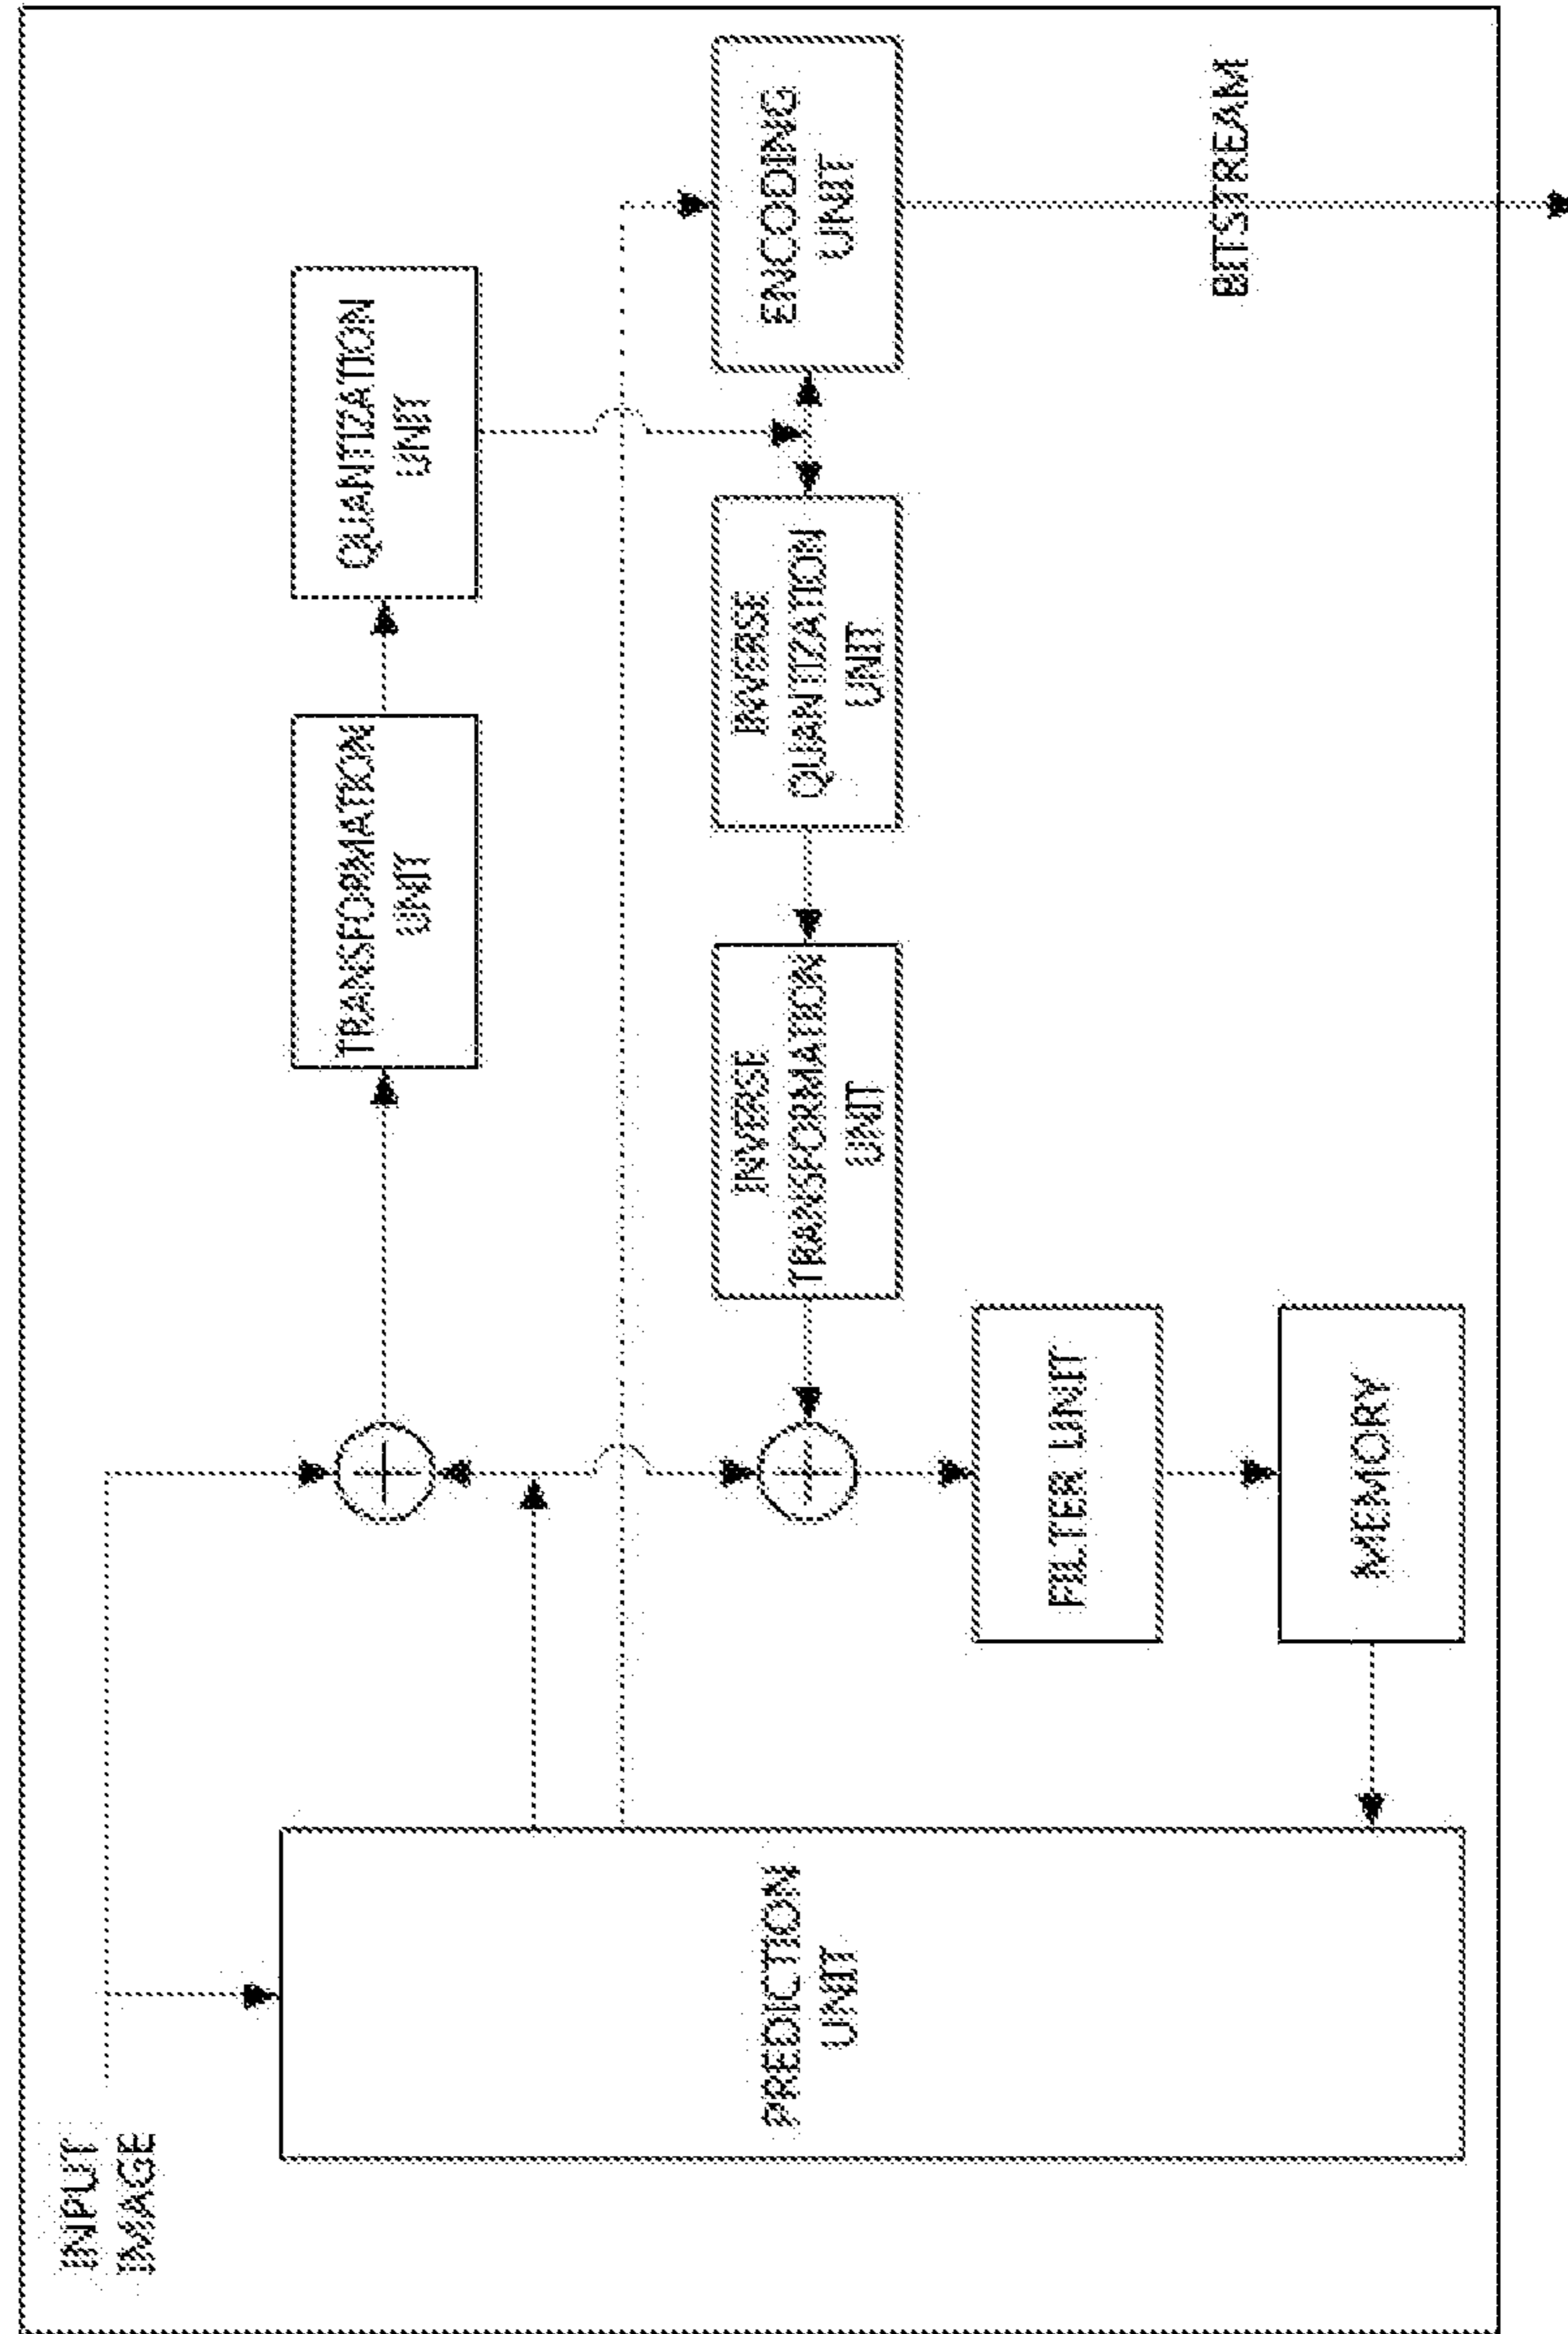 INPUT
IMAGE
TRANSFORMATION
UNIT
QUANTIZATION
UNIT
PREDICTION
UNIT
INVERSE
TRANSFORMATION
UNIT
INVERSE
QUANTIZATION
UNIT
ENCODING
UNIT
FILTER UNIT
MEMORY
BITSTREAM